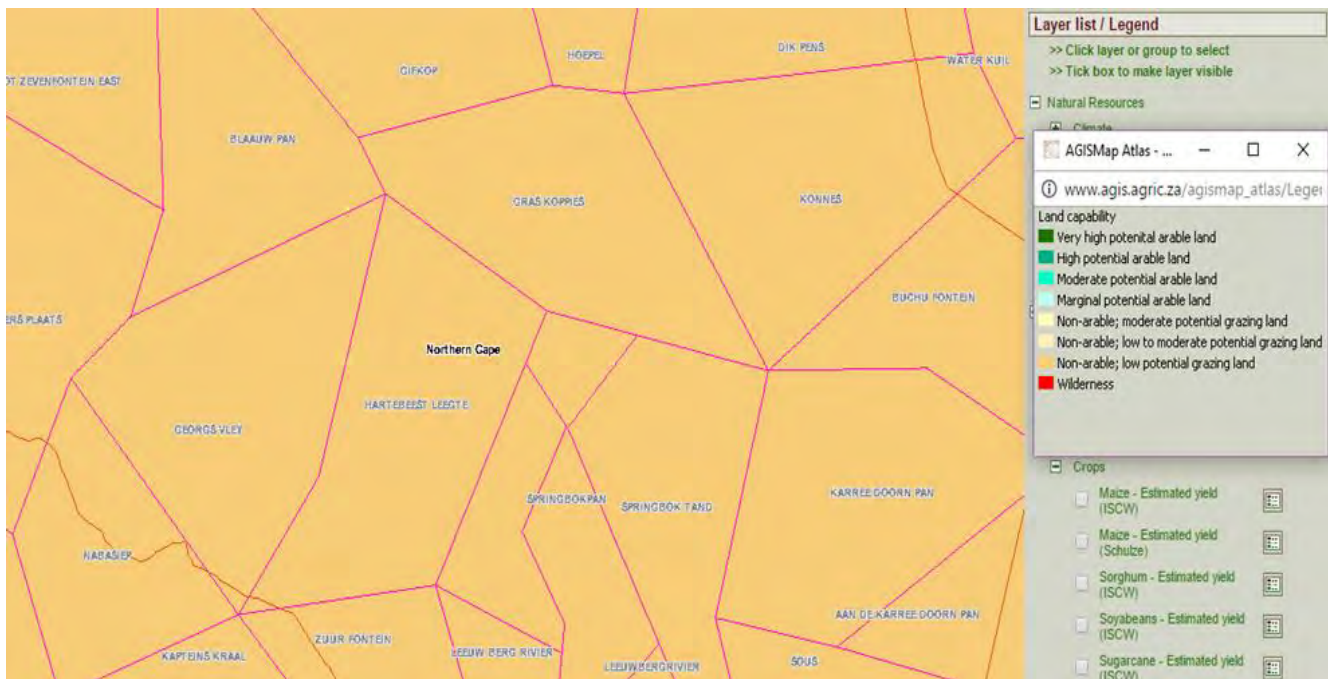 DIK PENS
HOEPEL
WATER KUIL
GIFKOP
OT ZEVENFONTEIN EAST
BLAAUW PAN
GRAS KOPPIES
KONNES
BUCHU FONTEIN
ERS PLAATS
Northern Cape
HARTEBEEST LEEGTE
GEORGS VLEY
KARREE DOORN PAN
SPRINGBOKPAN
SPRINGBOK TAND
NABASIEP
AAN DE KARREE DOORN PAN
ZUUR FONTEIN
LEEUW BERG RIVIER
KAPTEINS KRAAL
LEEUWBERGRIVIER
SOUS
Layer list / Legend
>> Click layer or group to select
>> Tick box to make layer visible
Natural Resources
Climate
AGISMap Atlas - ...
www.agis.agric.za/agismap_atlas/Leger
Land capability
Very high potenital arable land
High potential arable land
Moderate potential arable land
Marginal potential arable land
Non-arable; moderate potential grazing land
Non-arable; low to moderate potential grazing land
Non-arable; low potential grazing land
Wilderness
Crops
Maize - Estimated yield
(ISCW)
Maize - Estimated yield
(Schulze)
Sorghum - Estimated yield
(ISCW)
Soyabeans - Estimated yield
(ISCW)
Sugarcane - Estimated yield
(ISCW)